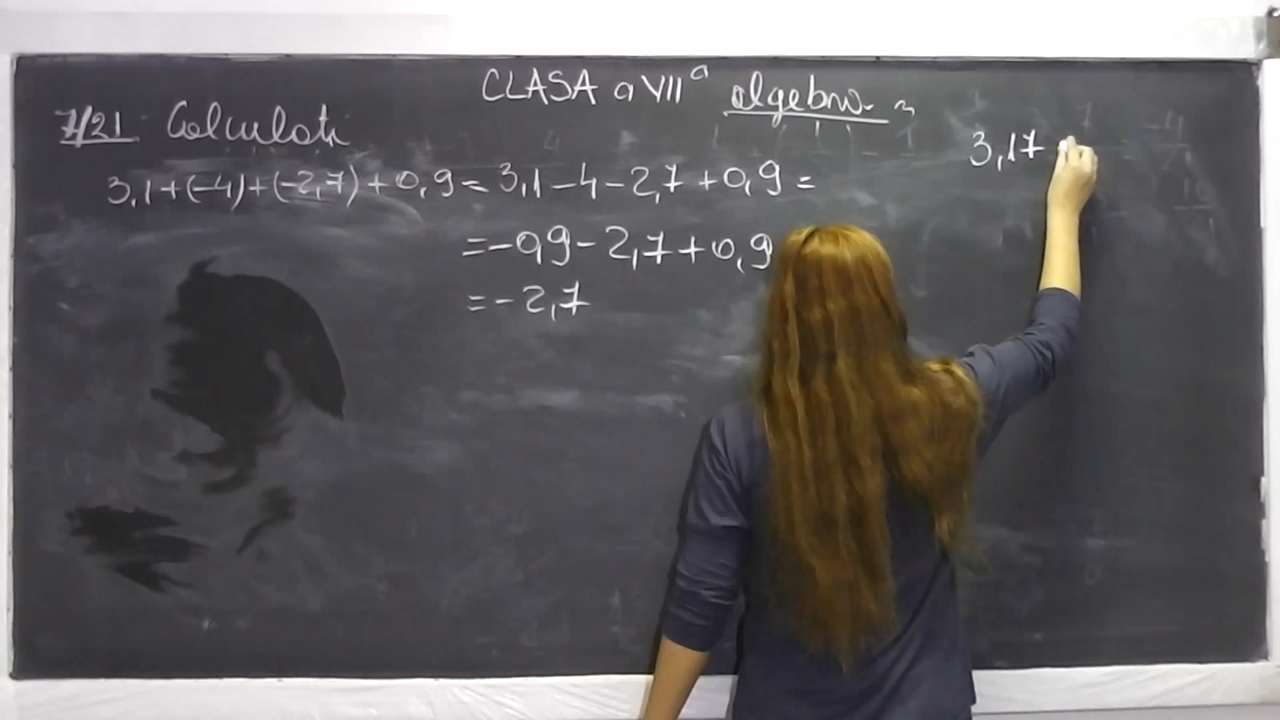 CLASA a VII a algebra
7/21 Calculati
3,1+(-4)+(-2,7)+0,9=3,1-4-2,7+0,9=
=-0,9-2,7+0,9
=-2,7
3,17